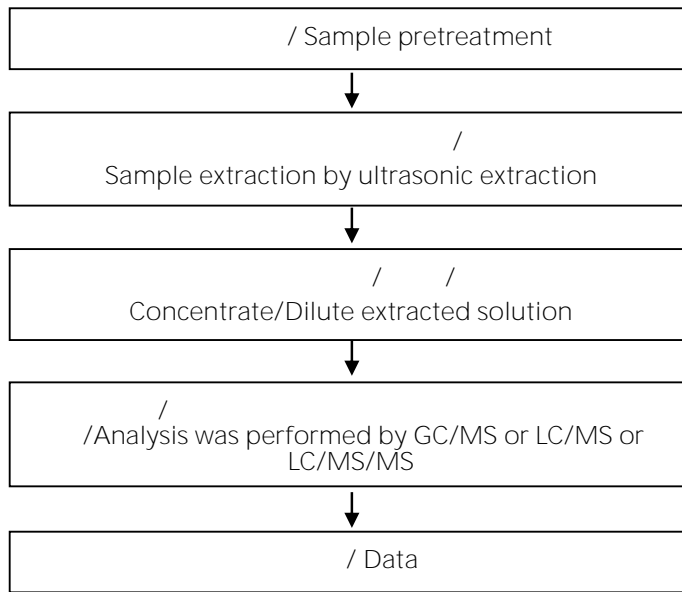 / Sample pretreatment
/
Sample extraction by ultrasonic extraction
/ /
Concentrate/Dilute extracted solution
/
/Analysis was performed by GC/MS or LC/MS or
LC/MS/MS
/ Data